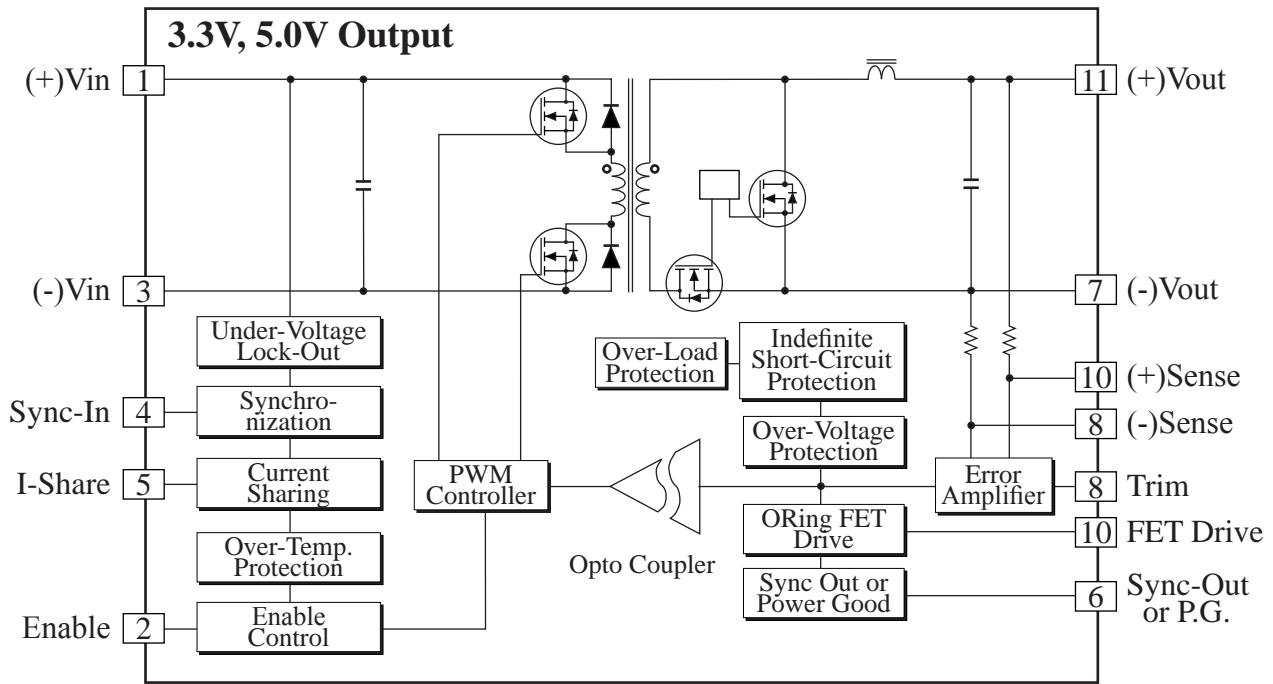 3.3V, 5.0V Output
(+)Vin 1
11 (+)Vout
(-)Vin 3
7 (-)Vout
Under-Voltage
Lock-Out
Over-Load
Protection
Indefinite
Short-Circuit
Protection
10 (+)Sense
Sync-In 4
Synchro-
nization
8 (-)Sense
Over-Voltage
Protection
I-Share 5
Current
Sharing
PWM
Controller
Error
Amplifier
8 Trim
ORing FET
Drive
10 FET Drive
Over-Temp.
Protection
Opto Coupler
Sync Out or
Power Good
6 Sync-Out
or P.G.
Enable 2
Enable
Control